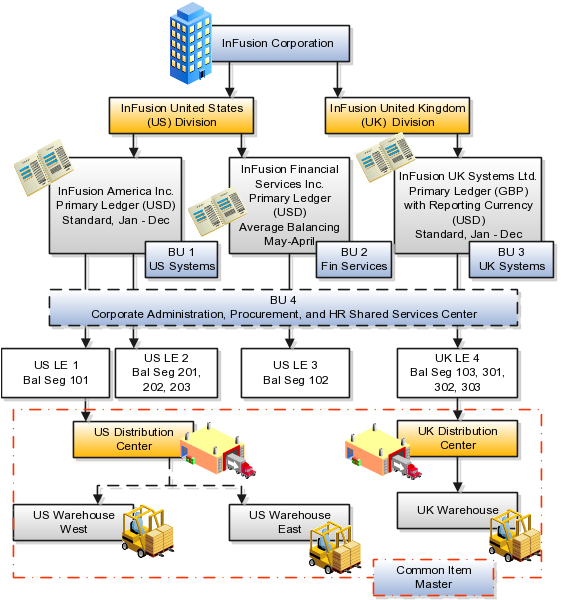 InFusion Corporation
InFusion United States
(US) Division
InFusion United Kingdom
(UK) Division
InFusion America Inc.
Primary Ledger (USD)
Standard, Jan - Dec
InFusion Financial
Services Inc.
Primary Ledger
(USD)
Average Balancing
May-April
InFusion UK Systems Ltd.
Primary Ledger (GBP)
with Reporting Currency
(USD)
Standard, Jan - Dec
BU 1
US Systems
BU 2
Fin Services
BU 3
UK Systems
BU 4
Corporate Administration, Procurement, and HR Shared Services Center
US LE 1
Bal Seg 101
US LE 2
Bal Seg 201,
202, 203
US LE 3
Bal Seg 102
UK LE 4
Bal Seg 103, 301,
302, 303
US Distribution
Center
UK Distribution
Center
US Warehouse
West
US Warehouse
East
UK Warehouse
Common Item
Master